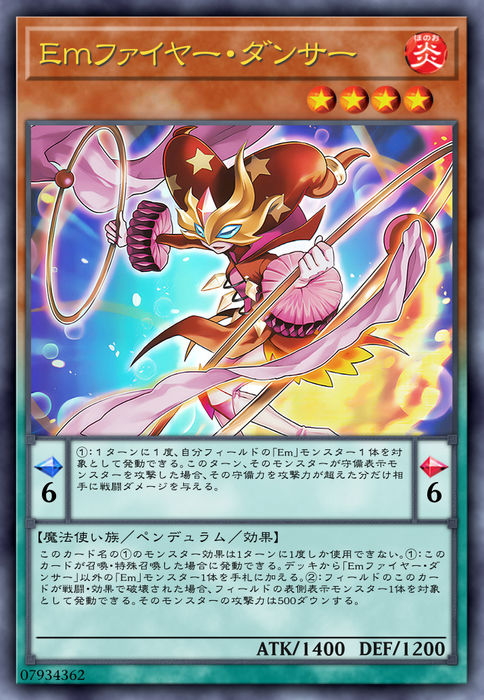 Emファイヤー・ダンサー
ほのお
炎
①：1ターンに1度、自分フィールドの「Em」モンスター1体を対
象として発動できる。このターン、そのモンスターが守備表示モ
ンスターを攻撃した場合、その守備力を攻撃力が超えた分だけ相
手に戦闘ダメージを与える。
6
6
【魔法使い族／ペンデュラム／効果】
このカード名の①のモンスター効果は1ターンに1度しか使用できない。①：この
カードが召喚・特殊召喚した場合に発動できる。デッキから「Emファイヤー・ダ
ンサー」以外の「Em」モンスター1体を手札に加える。②：フィールドのこのカー
ドが戦闘・効果で破壊された場合、フィールドの表側表示モンスター1体を対象
として発動できる。そのモンスターの攻撃力は500ダウンする。
ATK/1400 DEF/1200
07934362